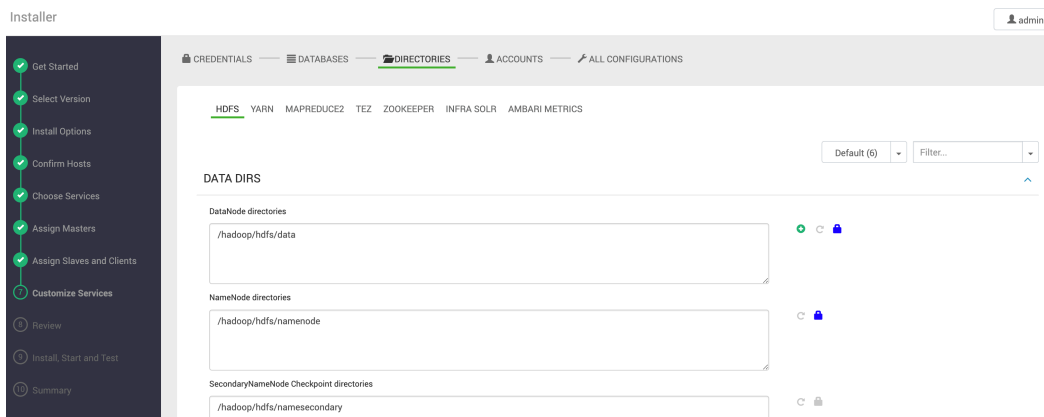 Installer
admin
Get Started
Select Version
Install Options
Confirm Hosts
Choose Services
Assign Masters
Assign Slaves and Clients
7 Customize Services
8 Review
9 Install, Start and Test
10 Summary
CREDENTIALS DATABASES DIRECTORIES ACCOUNTS ALL CONFIGURATIONS
HDFS YARN MAPREDUCE2 TEZ ZOOKEEPER INFRA SOLR AMBARI METRICS
Default (6) Filter...
DATA DIRS
DataNode directories
/hadoop/hdfs/data
NameNode directories
/hadoop/hdfs/namenode
SecondaryNameNode Checkpoint directories
/hadoop/hdfs/namesecondary